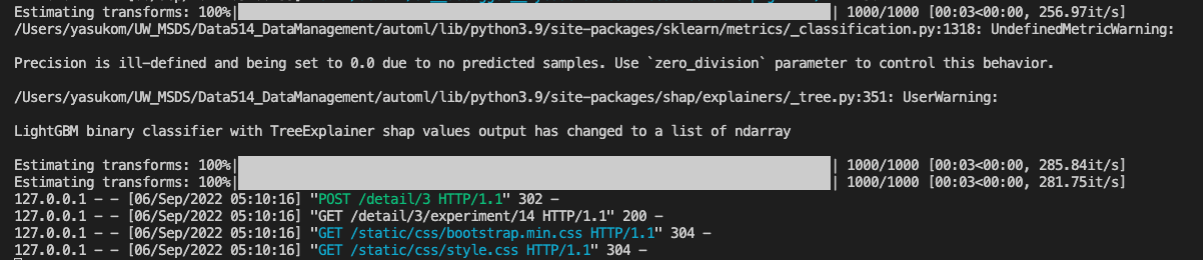 Estimating transforms: 100%| | 1000/1000 [00:03<00:00, 256.97it/s]
/Users/yasukom/UW_MSDS/Data514_DataManagement/automl/lib/python3.9/site-packages/sklearn/metrics/_classification.py:1318: UndefinedMetricWarning:
Precision is ill-defined and being set to 0.0 due to no predicted samples. Use `zero_division` parameter to control this behavior.
/Users/yasukom/UW_MSDS/Data514_DataManagement/automl/lib/python3.9/site-packages/shap/explainers/_tree.py:351: UserWarning:
LightGBM binary classifier with TreeExplainer shap values output has changed to a list of ndarray
Estimating transforms: 100%| | 1000/1000 [00:03<00:00, 285.84it/s]
Estimating transforms: 100%| | 1000/1000 [00:03<00:00, 281.75it/s]
127.0.0.1 - - [06/Sep/2022 05:10:16] "POST /detail/3 HTTP/1.1" 302 -
127.0.0.1 - - [06/Sep/2022 05:10:16] "GET /detail/3/experiment/14 HTTP/1.1" 200 -
127.0.0.1 - - [06/Sep/2022 05:10:16] "GET /static/css/bootstrap.min.css HTTP/1.1" 304 -
127.0.0.1 - - [06/Sep/2022 05:10:16] "GET /static/css/style.css HTTP/1.1" 304 -